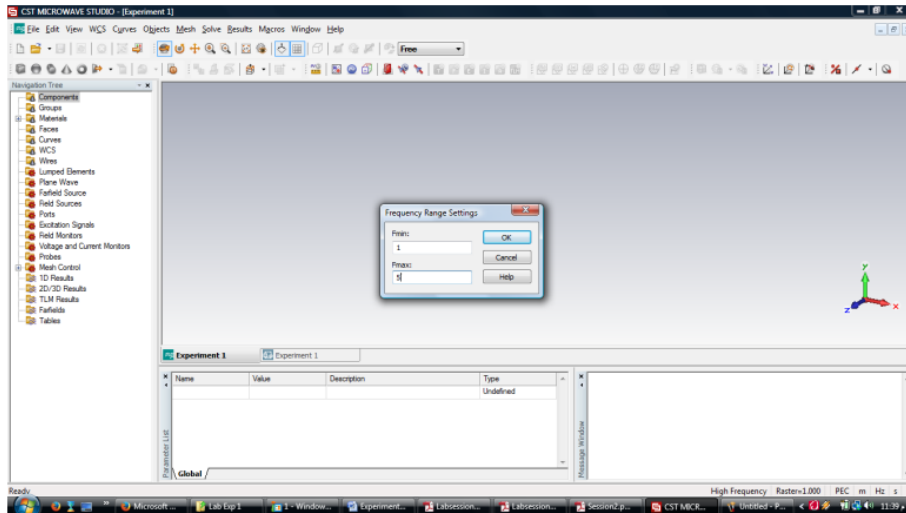 CST MICROWAVE STUDIO - [Experiment 1]
File Edit View WCS Curves Objects Mesh Solve Results Macros Window Help
Free
Navigation Tree
Components
Groups
Materials
Faces
Curves
WCS
Wires
Lumped Elements
Plane Wave
Farfield Source
Field Sources
Ports
Excitation Signals
Field Monitors
Voltage and Current Monitors
Probes
Mesh Control
1D Results
2D/3D Results
TLM Results
Farfields
Tables
Frequency Range Settings
Fmin:
1
OK
Cancel
Fmax:
5
Help
y
z x
Experiment 1 Experiment 1
Name Value Description Type
Undefined
Parameter List
Global
Message Window
Ready
High Frequency Raster=1.000 PEC m Hz s
Microsoft ... Lab Exp 1 1 - Window... Experiment... Labsession... Labsession... Session2.p... CST MICR... Untitled - P... 11:39